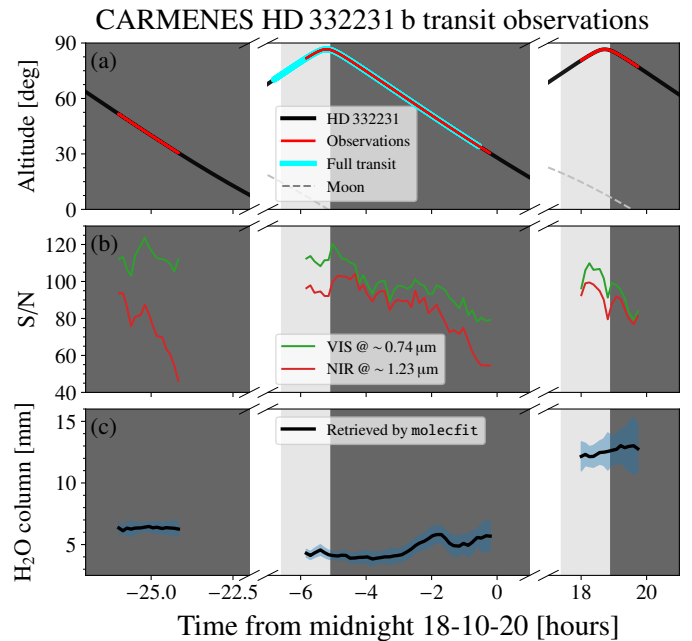 CARMENES HD 332231 b transit observations
(a)
Altitude [deg]
90
60
30
0
HD 332231
Observations
Full transit
Moon
(b)
S/N
120
100
80
60
40
VIS @ ~ 0.74 μm
NIR @ ~ 1.23 μm
(c)
H₂O column [mm]
15
10
5
Retrieved by molecfit
−25.0 −22.5 −6 −4 −2 0 18 20
Time from midnight 18-10-20 [hours]